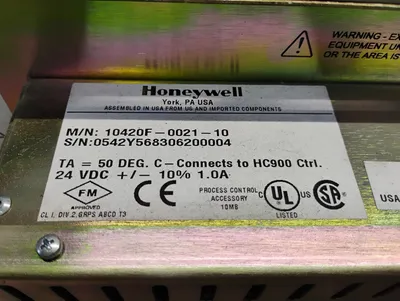 WARNING - EX
EQUIPMENT UN
OR THE AREA IS
Honeywell
York, PA USA
ASSEMBLED IN USA FROM US AND IMPORTED COMPONENTS
M/N: 10420F-0021-10
S/N:0542Y568306200004
TA = 50 DEG. C-Connects to HC900 Ctrl.
24 VDC +/- 10% 1.0A
FM
APPROVED
CL I, DIV 2, GRPS ABCD T3
PROCESS CONTROL
ACCESSORY
10MB
C UL US
LISTED
SA
USA